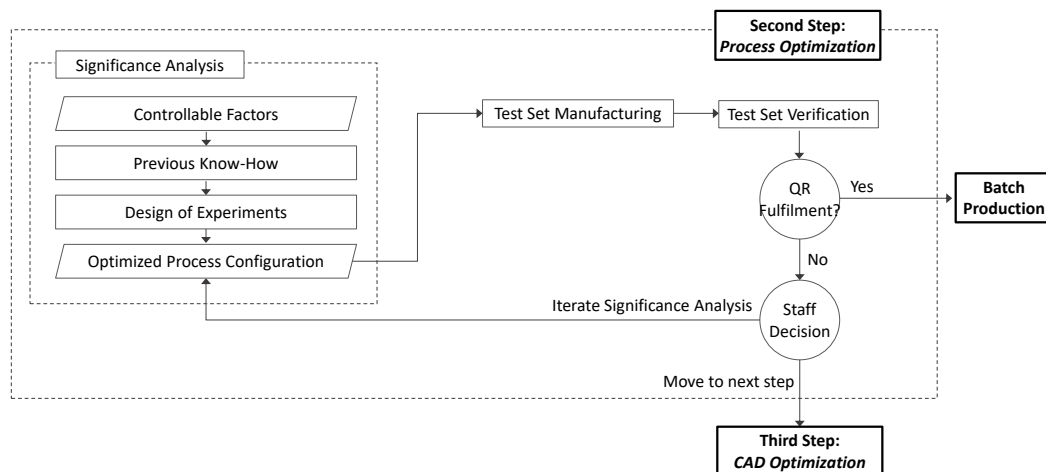 Second Step:
Process Optimization
Significance Analysis
Controllable Factors
Previous Know-How
Design of Experiments
Optimized Process Configuration
Test Set Manufacturing
Test Set Verification
QR
Fulfilment?
Yes
Batch
Production
No
Iterate Significance Analysis
Staff
Decision
Move to next step
Third Step:
CAD Optimization